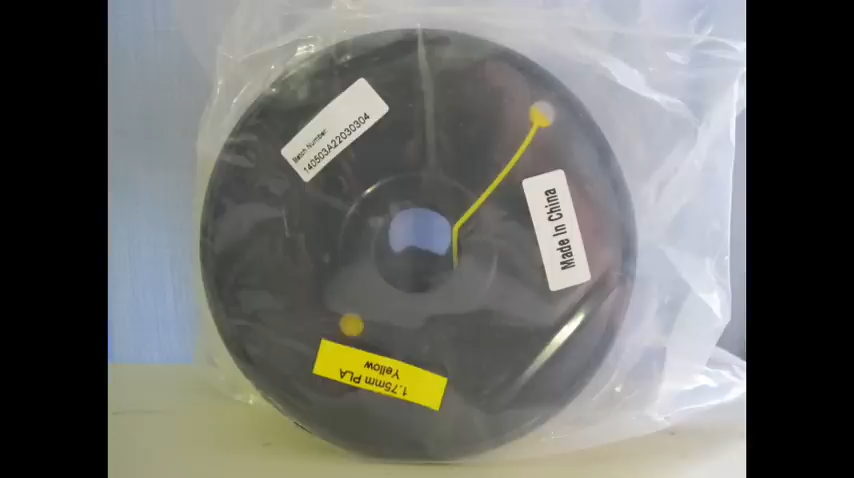 Batch Number:
140503A22030304
Made In China
1.75mm PLA
Yellow